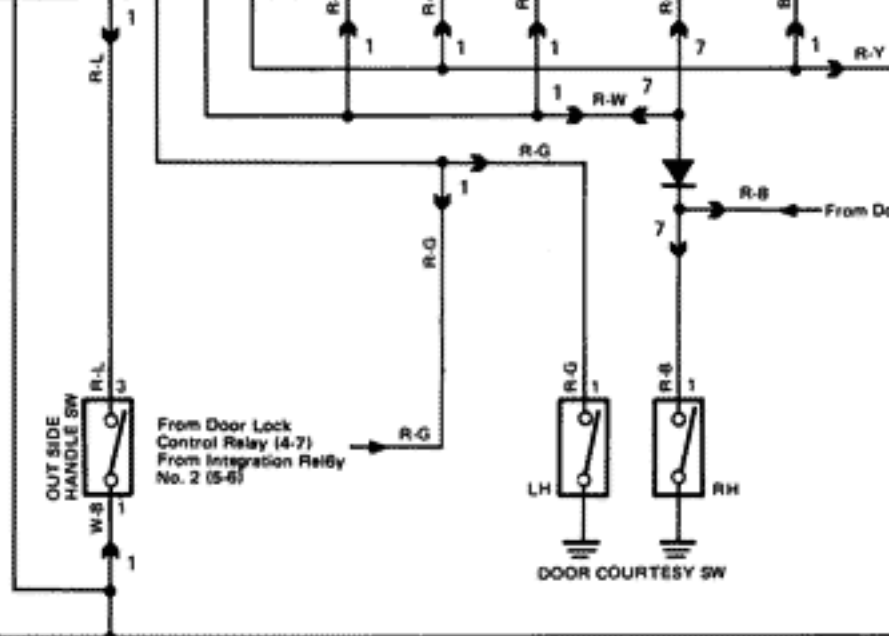 1
R-L
1
1
1
7
1
R-Y
1
R-W
7
R-G
1
R-G
R-B
From
7
R-L
3
OUT SIDE
HANDLE SW
W-B
1
1
From Door Lock
Control Relay (4-7)
From Integration Rel6y
No. 2 (5-6)
R-G
R-G
1
R-B
1
LH
RH
DOOR COURTESY SW